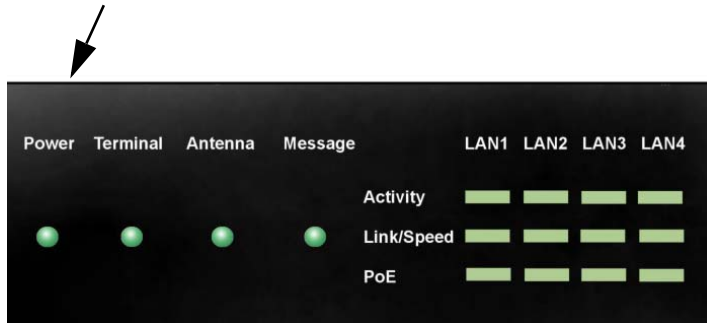 Power Terminal Antenna Message LAN1 LAN2 LAN3 LAN4
Activity
Link/Speed
PoE